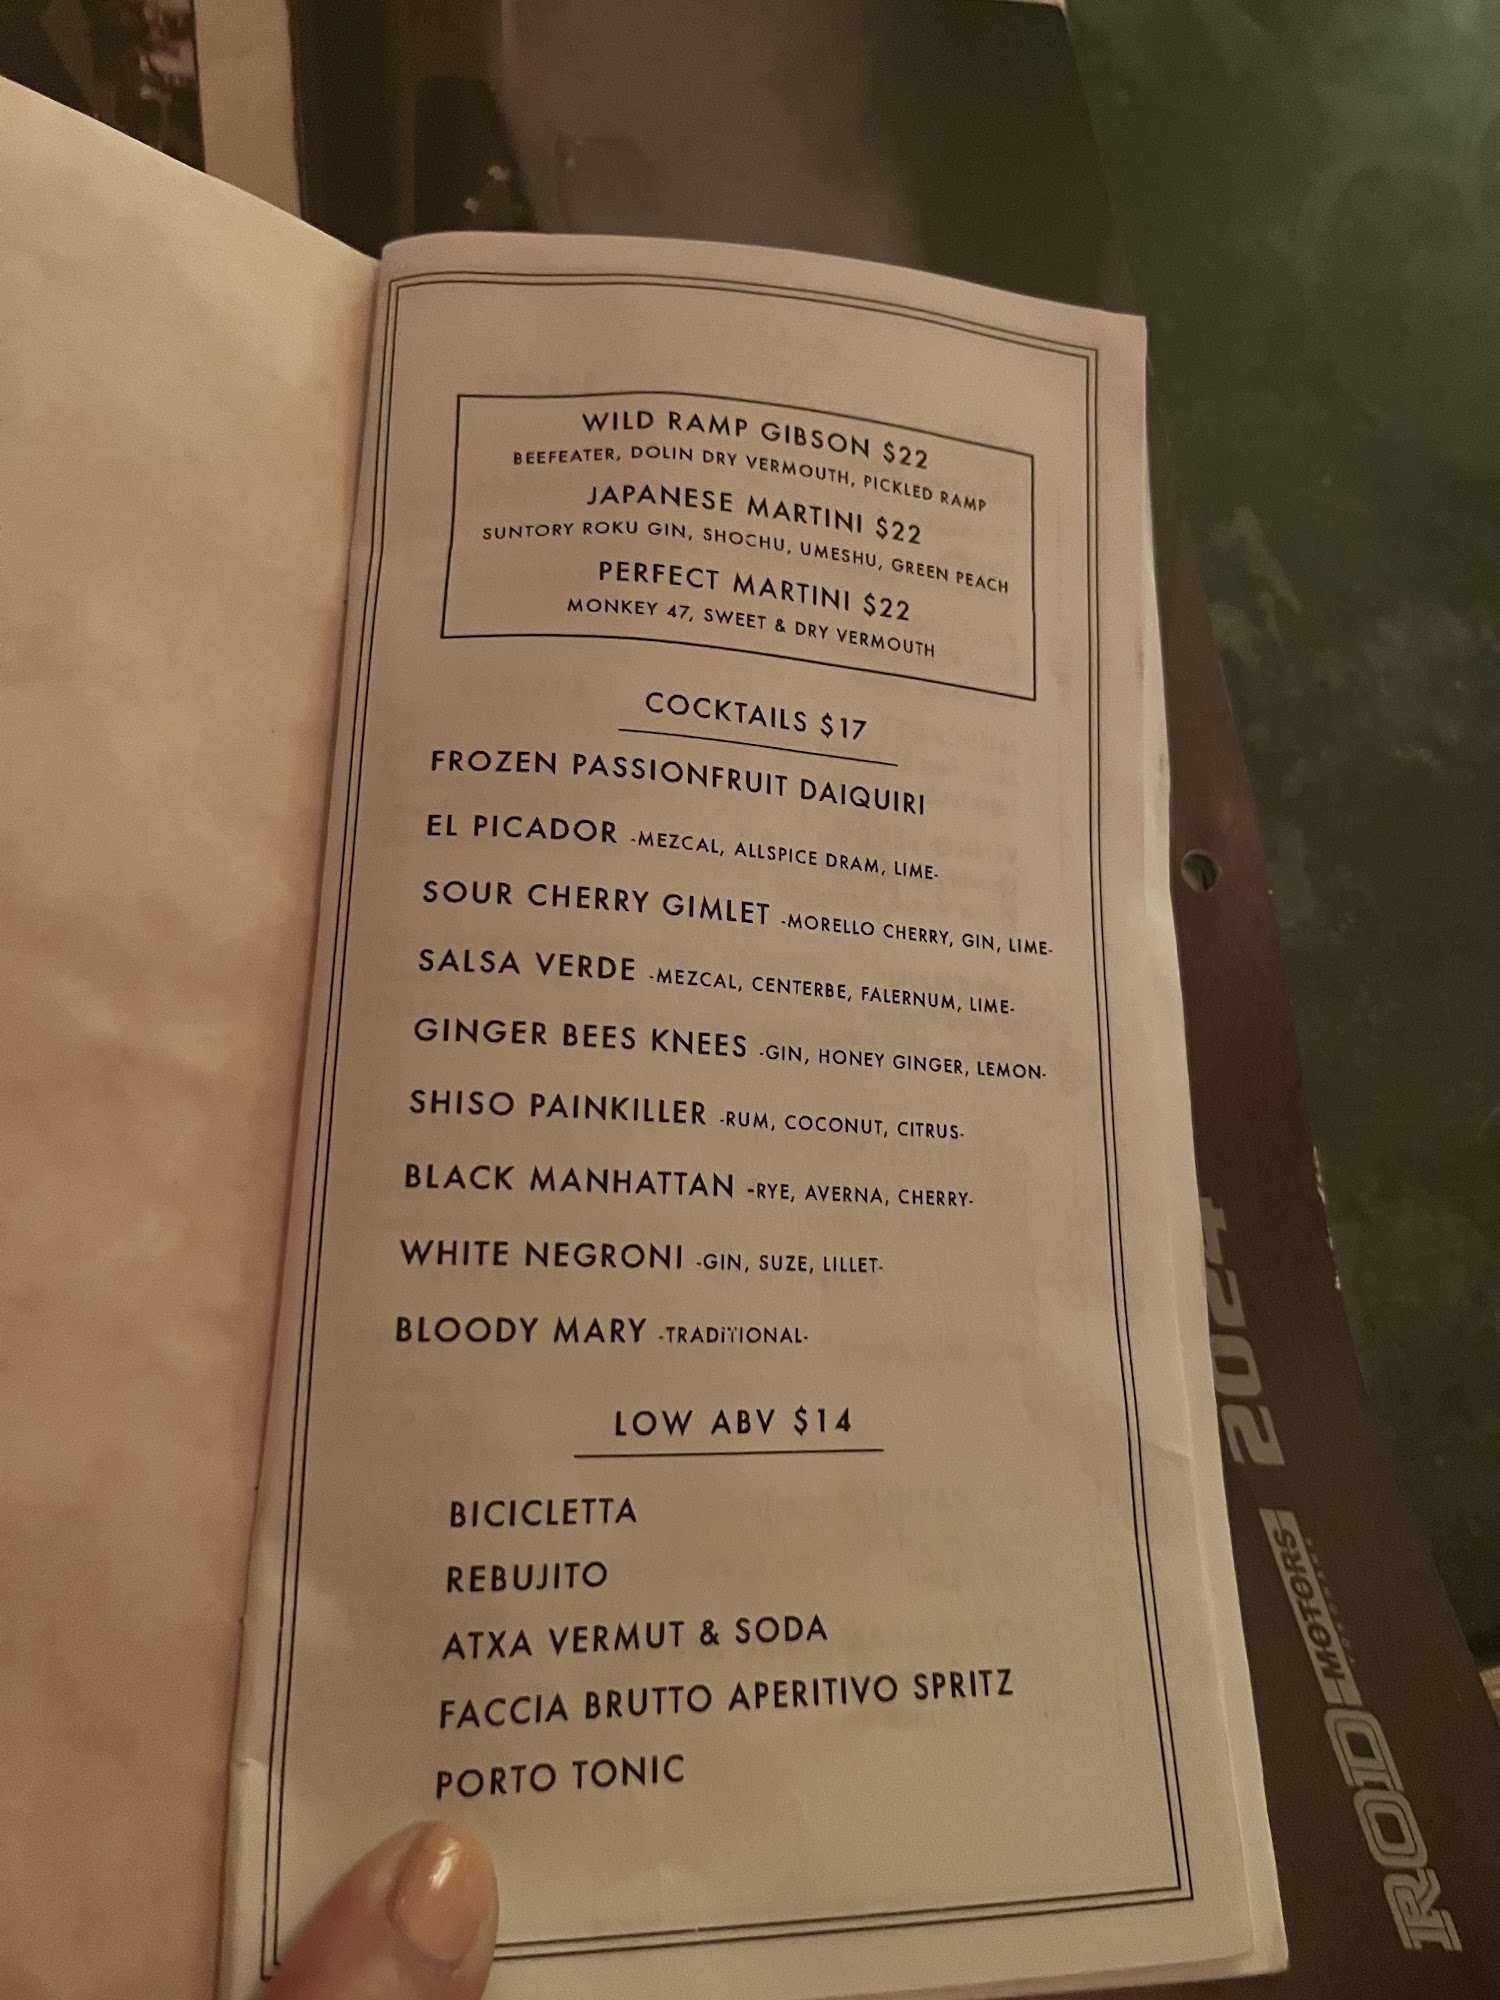 WILD RAMP GIBSON $22
BEEFEATER, DOLIN DRY VERMOUTH, PICKLED RAMP
JAPANESE MARTINI $22
SUNTORY ROKU GIN, SHOCHU, UMESHU, GREEN PEACH
PERFECT MARTINI $22
MONKEY 47, SWEET & DRY VERMOUTH
COCKTAILS $17
FROZEN PASSIONFRUIT DAIQUIRI
EL PICADOR -MEZCAL, ALLSPICE DRAM, LIME-
SOUR CHERRY GIMLET -MORELLO CHERRY, GIN, LIME-
SALSA VERDE -MEZCAL, CENTERBE, FALERNUM, LIME-
GINGER BEES KNEES -GIN, HONEY GINGER, LEMON-
SHISO PAINKILLER -RUM, COCONUT, CITRUS-
BLACK MANHATTAN -RYE, AVERNA, CHERRY-
WHITE NEGRONI -GIN, SUZE, LILLET-
BLOODY MARY -TRADITIONAL-
LOW ABV $14
BICICLETTA
REBUJITO
ATXA VERMUT & SODA
FACCIA BRUTTO APERITIVO SPRITZ
PORTO TONIC
2024
MOTORS
ROD